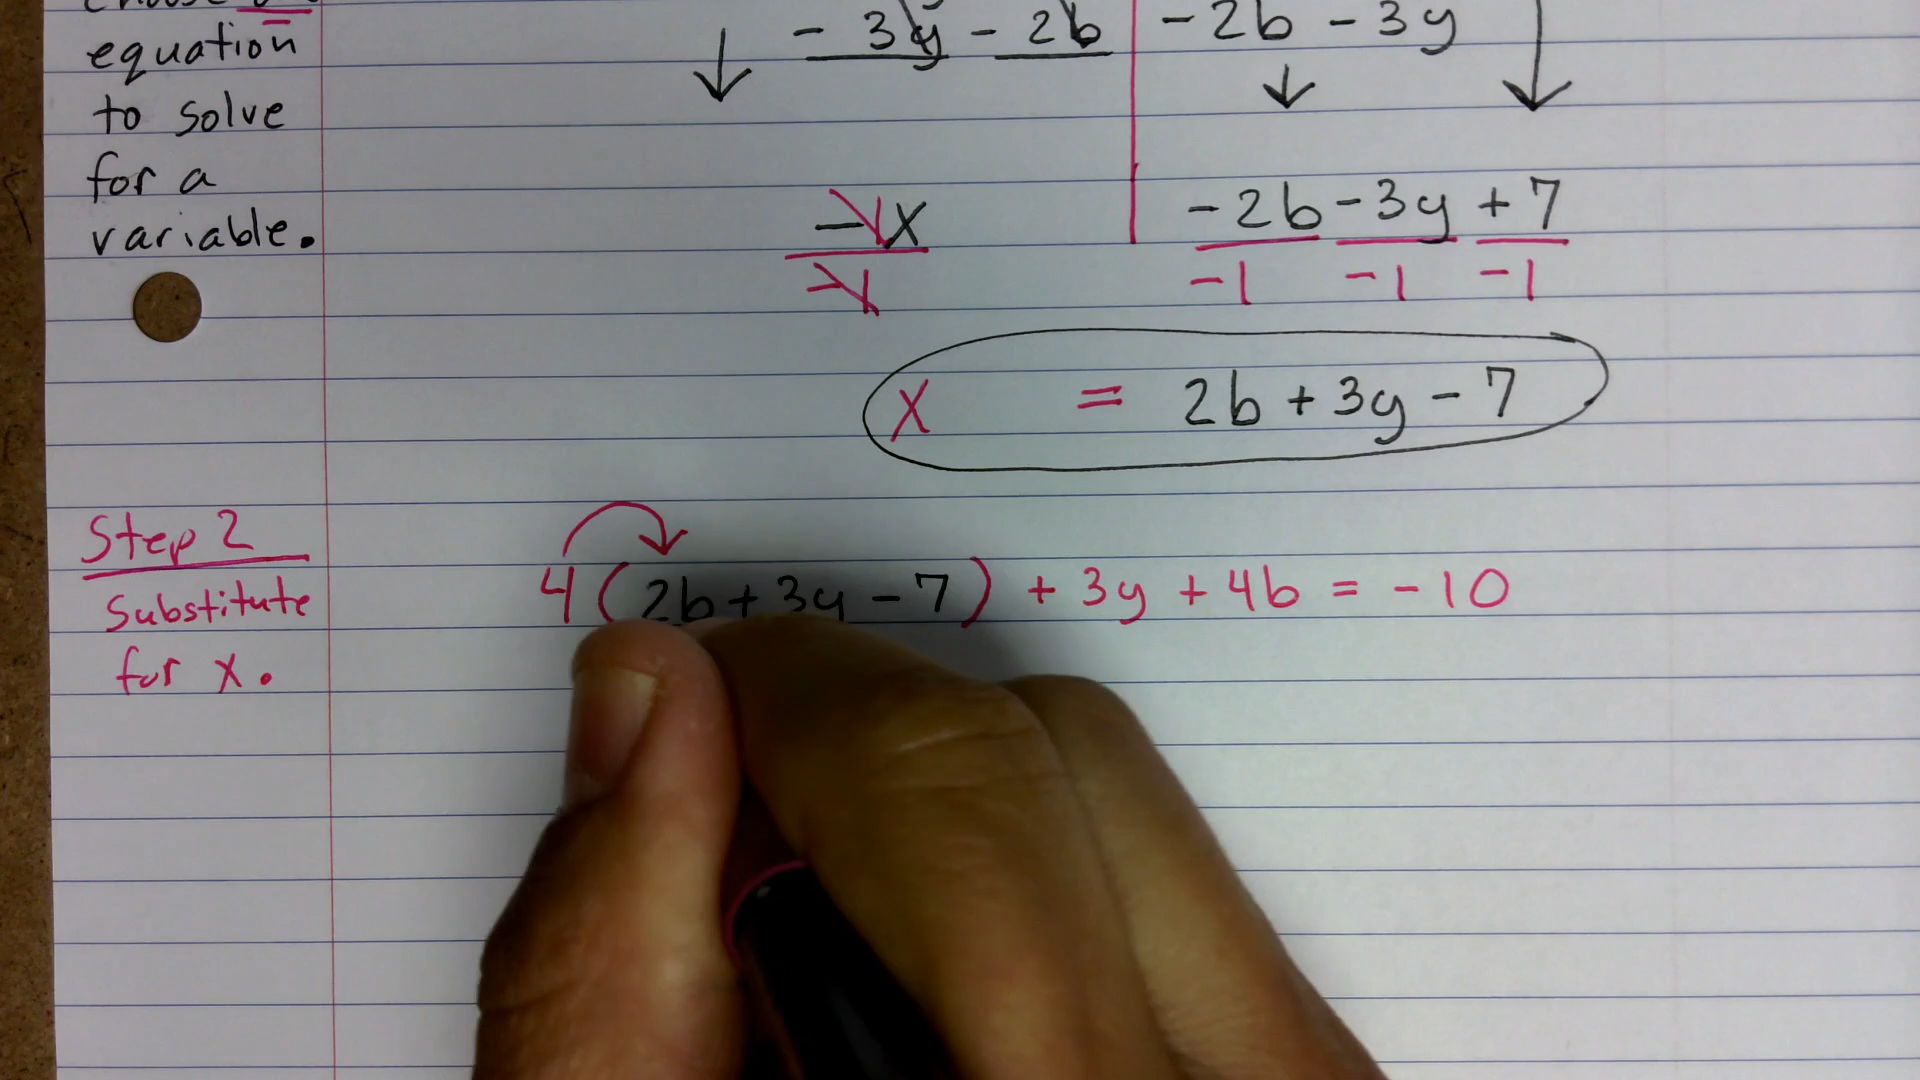 equation
to solve
for a
variable.
- 3y - 2b -2b - 3y
-1x -2b - 3y + 7
-1 -1 -1 -1
x = 2b + 3y - 7
Step 2
Substitute
for x.
4(2b + 3y - 7) + 3y + 4b = -10